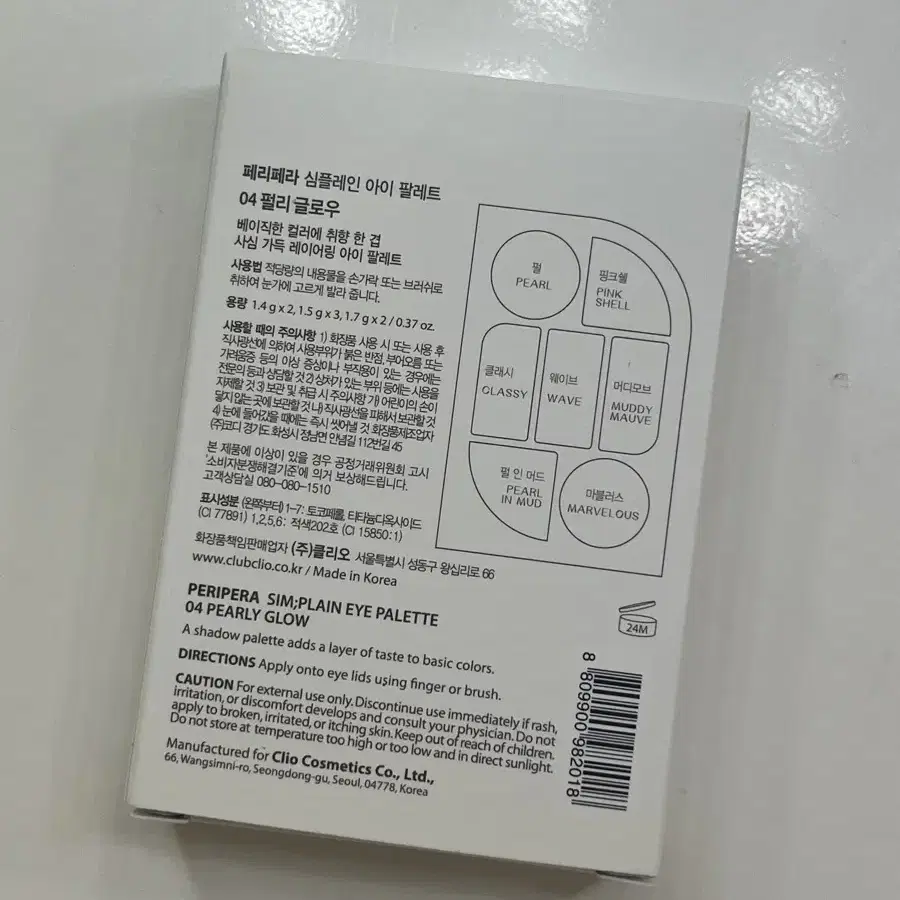 페리페라 심플레인 아이 팔레트
04 펄리 글로우
베이직한 컬러에 취향 한 겹
사심 가득 레이어링 아이 팔레트
사용법 적당량의 내용물을 손가락 또는 브러쉬로
취하여 눈가에 고르게 발라 줍니다.
용량 1.4 g x 2, 1.5 g x 3, 1.7 g x 2 / 0.37 oz.
사용할 때의 주의사항 1) 화장품 사용 시 또는 사용 후
직사광선에 의하여 사용부위가 붉은 반점, 부어오름 또는
가려움증 등의 이상 증상이나 부작용이 있는 경우에는
전문의 등과 상담할 것 2) 상처가 있는 부위 등에는 사용을
자제할 것 3) 보관 및 취급 시 주의사항 가) 어린이의 손이
닿지 않는 곳에 보관할 것 나) 직사광선을 피해서 보관할 것
4) 눈에 들어갔을 때에는 즉시 씻어낼 것 화장품제조업자
(주)코디 경기도 화성시 정남면 안녕길 112번길 45
본 제품에 이상이 있을 경우 공정거래위원회 고시
'소비자분쟁해결기준'에 의거 보상해드립니다.
고객상담실 080-080-1510
표시성분 (왼쪽부터) 1-7: 토코페롤, 티타늄디옥사이드
(CI 77891) 1,2,5,6: 적색202호 (CI 15850:1)
화장품책임판매업자 (주)클리오 서울특별시 성동구 왕십리로 66
www.clubclio.co.kr / Made in Korea
펄
PEARL
핑크쉘
PINK
SHELL
클래시
GLASSY
웨이브
WAVE
머디모브
MUDDY
MAUVE
펄 인 머드
PEARL
IN MUD
마블러스
MARVELOUS
PERIPERA SIM;PLAIN EYE PALETTE
04 PEARLY GLOW
A shadow palette adds a layer of taste to basic colors.
DIRECTIONS Apply onto eye lids using finger or brush.
CAUTION For external use only. Discontinue use immediately if rash,
irritation, or discomfort develops and consult your physician. Do not
apply to broken, irritated, or itching skin. Keep out of reach of children.
Do not store at temperature too high or too low and in direct sunlight.
Manufactured for Clio Cosmetics Co., Ltd.,
66, Wangsimni-ro, Seongdong-gu, Seoul, 04778, Korea
24M
8 809900 982018